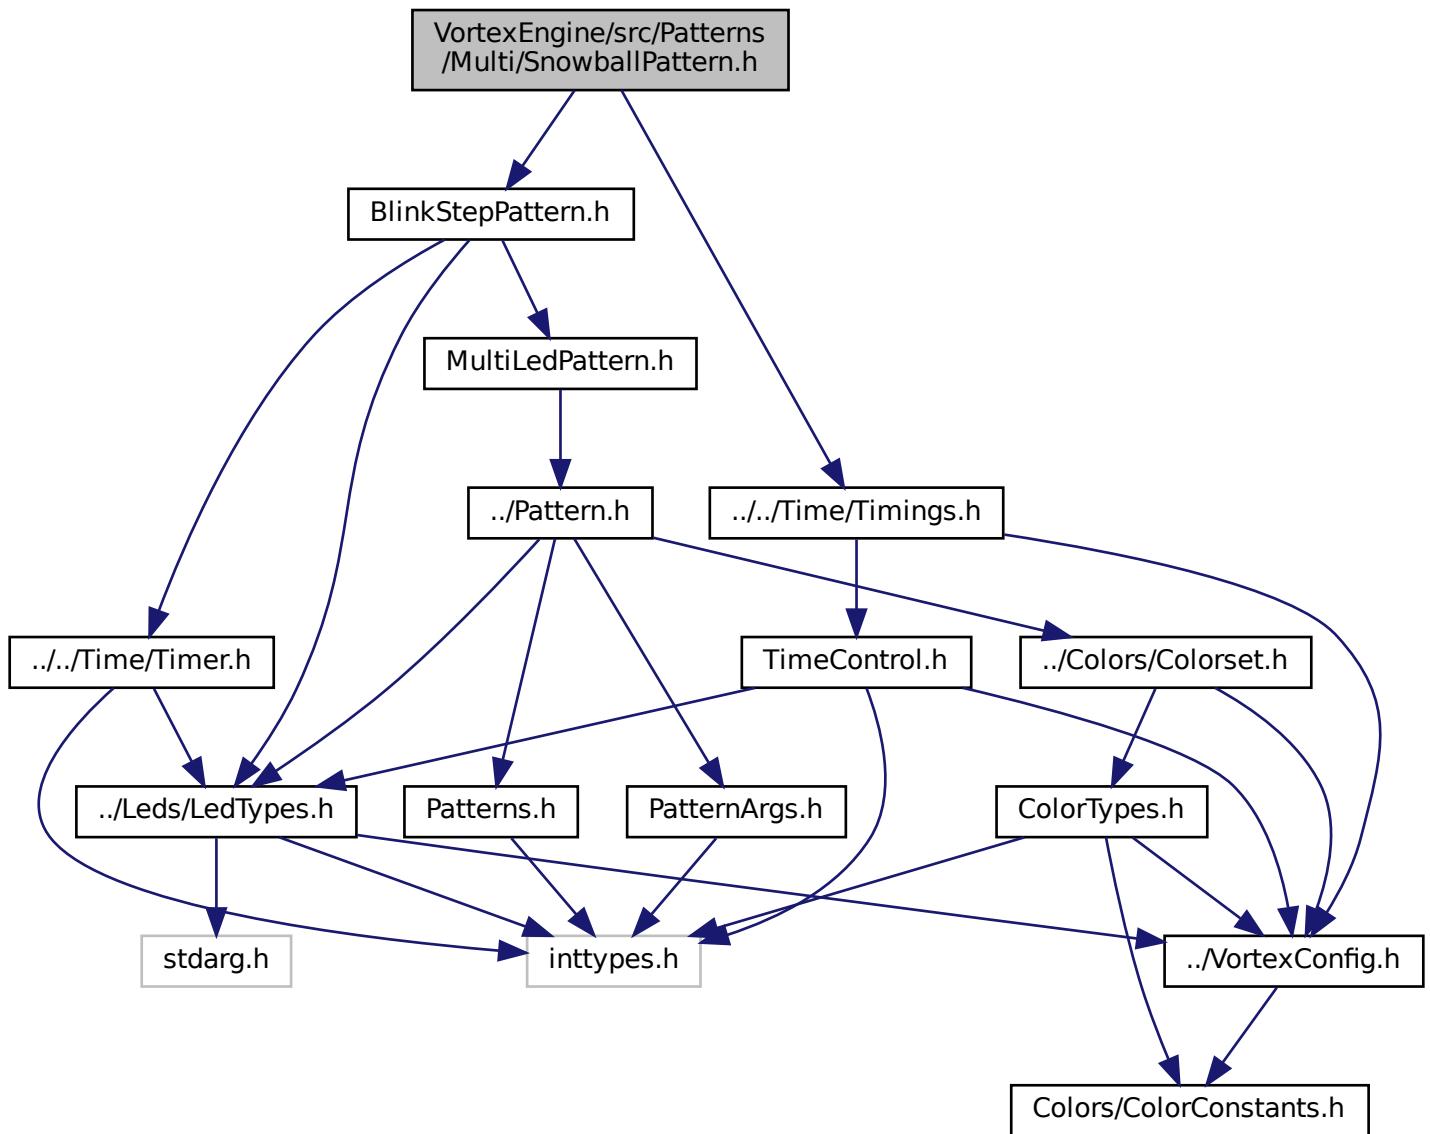 VortexEngine/src/Patterns
/Multi/SnowballPattern.h
BlinkStepPattern.h
MultiLedPattern.h
../Pattern.h
../../Time/Timings.h
../../Time/Timer.h
TimeControl.h
../Colors/Colorset.h
../Leds/LedTypes.h
Patterns.h
PatternArgs.h
ColorTypes.h
stdarg.h
inttypes.h
../VortexConfig.h
Colors/ColorConstants.h